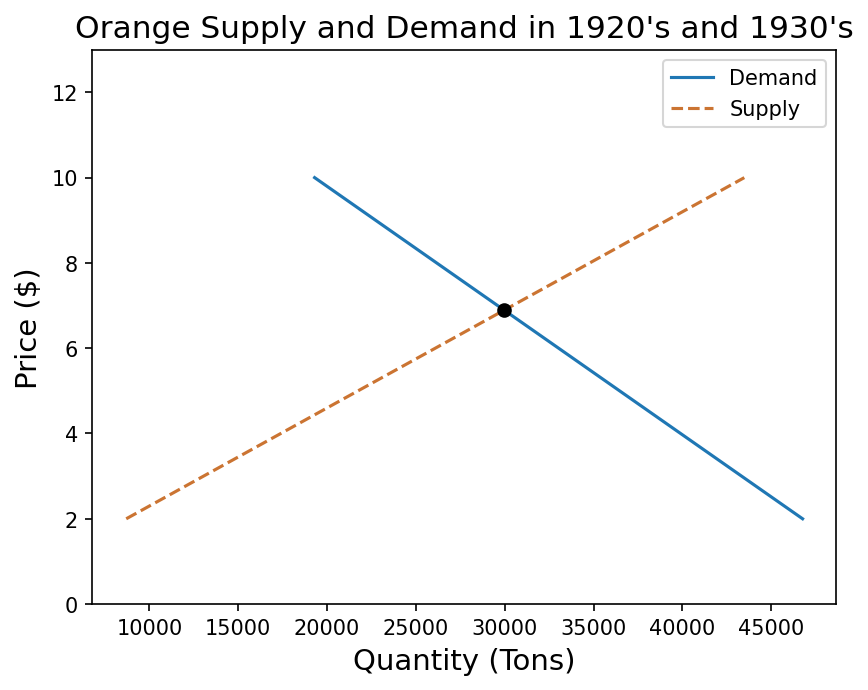 Orange Supply and Demand in 1920's and 1930's
Demand
Supply
12
10
8
6
4
2
0
Price ($)
10000 15000 20000 25000 30000 35000 40000 45000
Quantity (Tons)